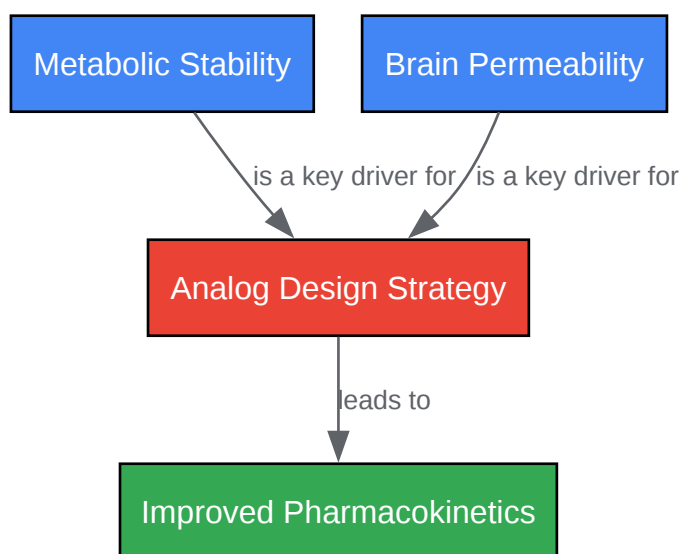 Metabolic Stability
Brain Permeability
is a key driver for
is a key driver for
Analog Design Strategy
leads to
Improved Pharmacokinetics